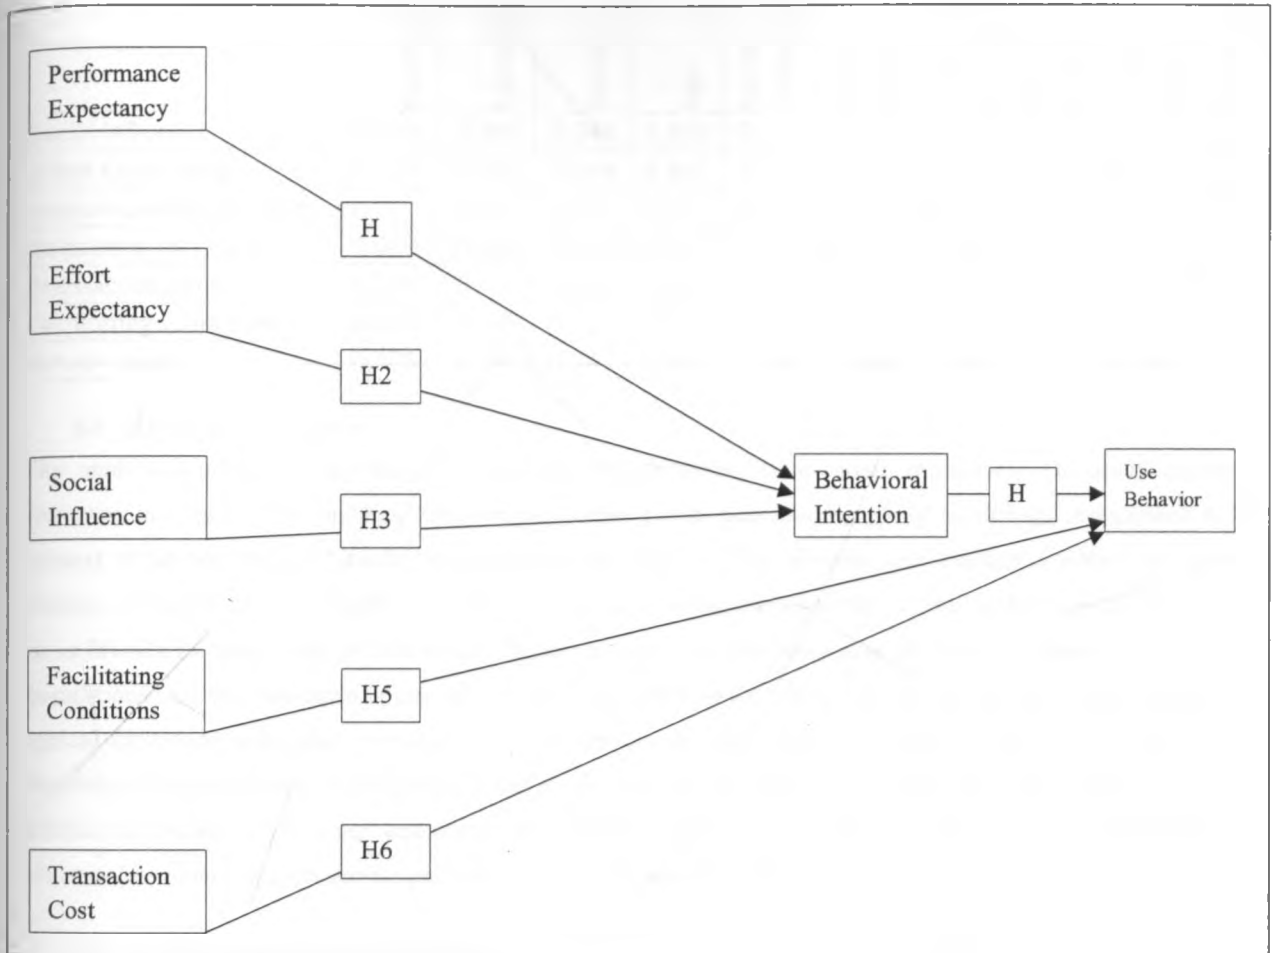 Performance
Expectancy
H
Effort
Expectancy
H2
Social
Influence
H3
Behavioral
Intention
H
Use
Behavior
Facilitating
Conditions
H5
H6
Transaction
Cost